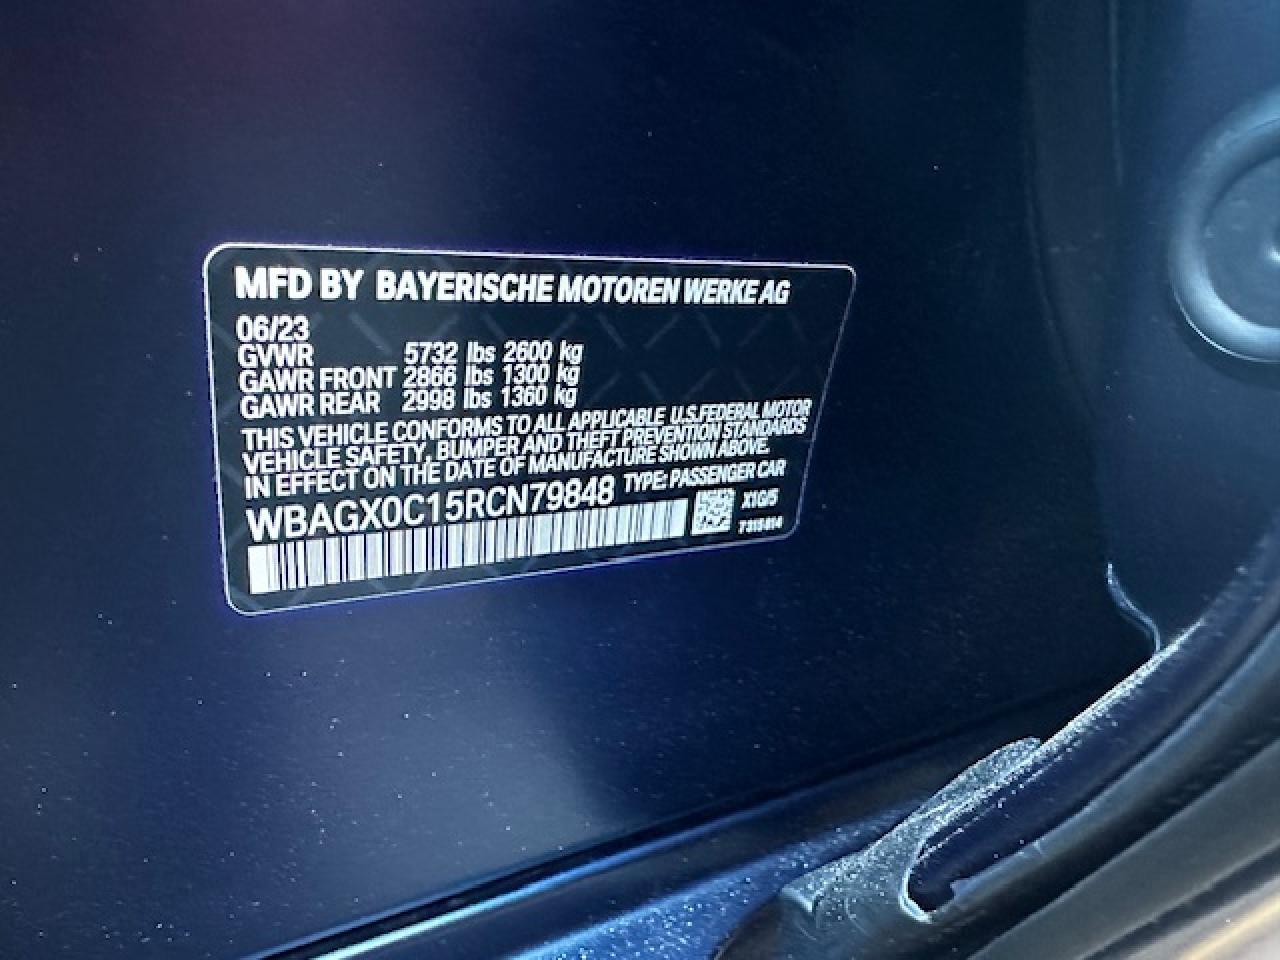 MFD BY BAYERISCHE MOTOREN WERKE AG
06/23
GVWR 5732 lbs 2600 kg
GAWR FRONT 2866 lbs 1300 kg
GAWR REAR 2998 lbs 1360 kg
THIS VEHICLE CONFORMS TO ALL APPLICABLE U.S.FEDERAL MOTOR
VEHICLE SAFETY, BUMPER AND THEFT PREVENTION STANDARDS
IN EFFECT ON THE DATE OF MANUFACTURE SHOWN ABOVE.
WBAGX0C15RCN79848 TYPE: PASSENGER CAR
X1G/5
7315814